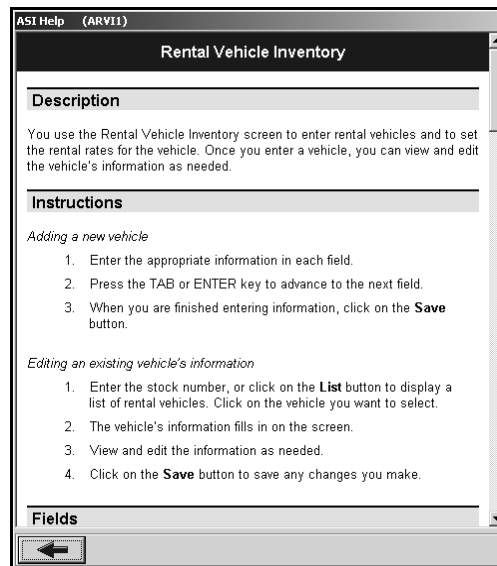 ASI Help (ARVI1)
Rental Vehicle Inventory
Description
You use the Rental Vehicle Inventory screen to enter rental vehicles and to set
the rental rates for the vehicle. Once you enter a vehicle, you can view and edit
the vehicle's information as needed.
Instructions
Adding a new vehicle
1. Enter the appropriate information in each field.
2. Press the TAB or ENTER key to advance to the next field.
3. When you are finished entering information, click on the Save
button.
Editing an existing vehicle's information
1. Enter the stock number, or click on the List button to display a
list of rental vehicles. Click on the vehicle you want to select.
2. The vehicle's information fills in on the screen.
3. View and edit the information as needed.
4. Click on the Save button to save any changes you make.
Fields